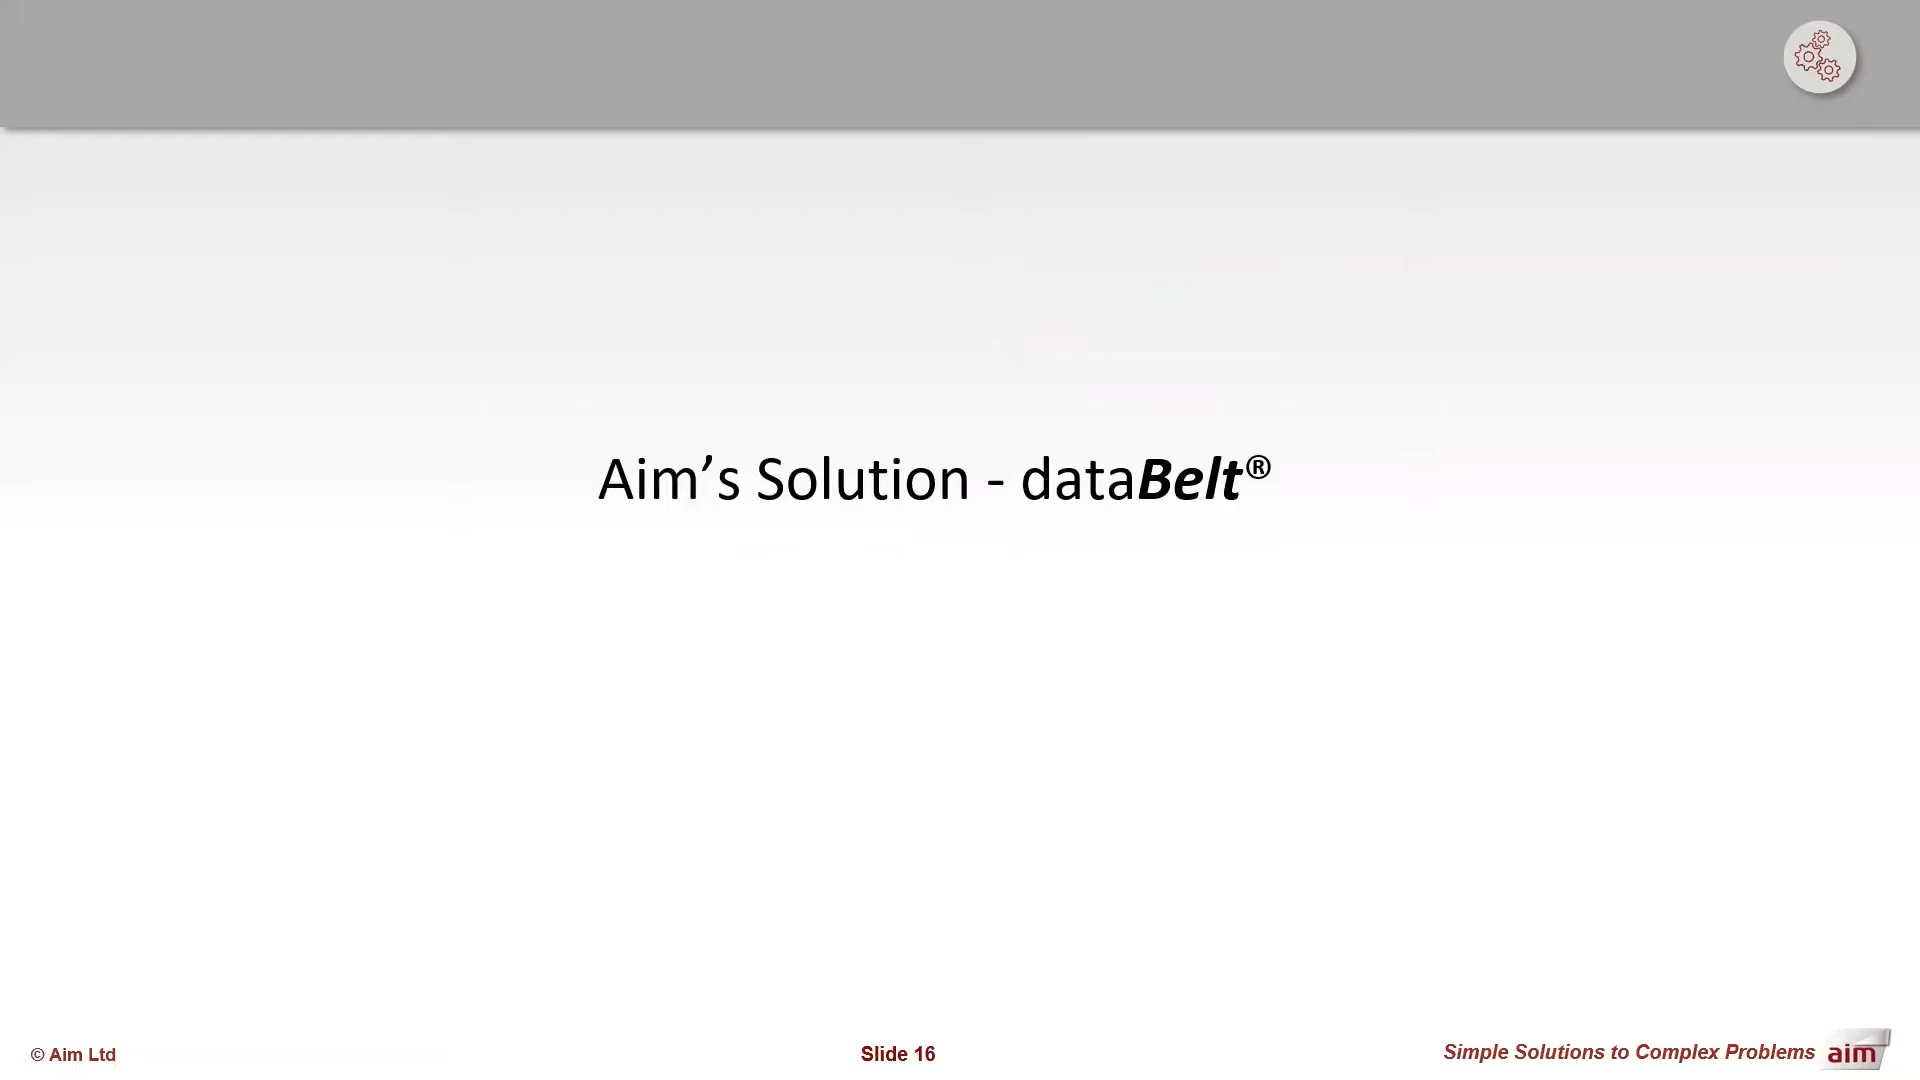 Aim’s Solution - dataBelt®
© Aim Ltd
Slide 16
Simple Solutions to Complex Problems
aim